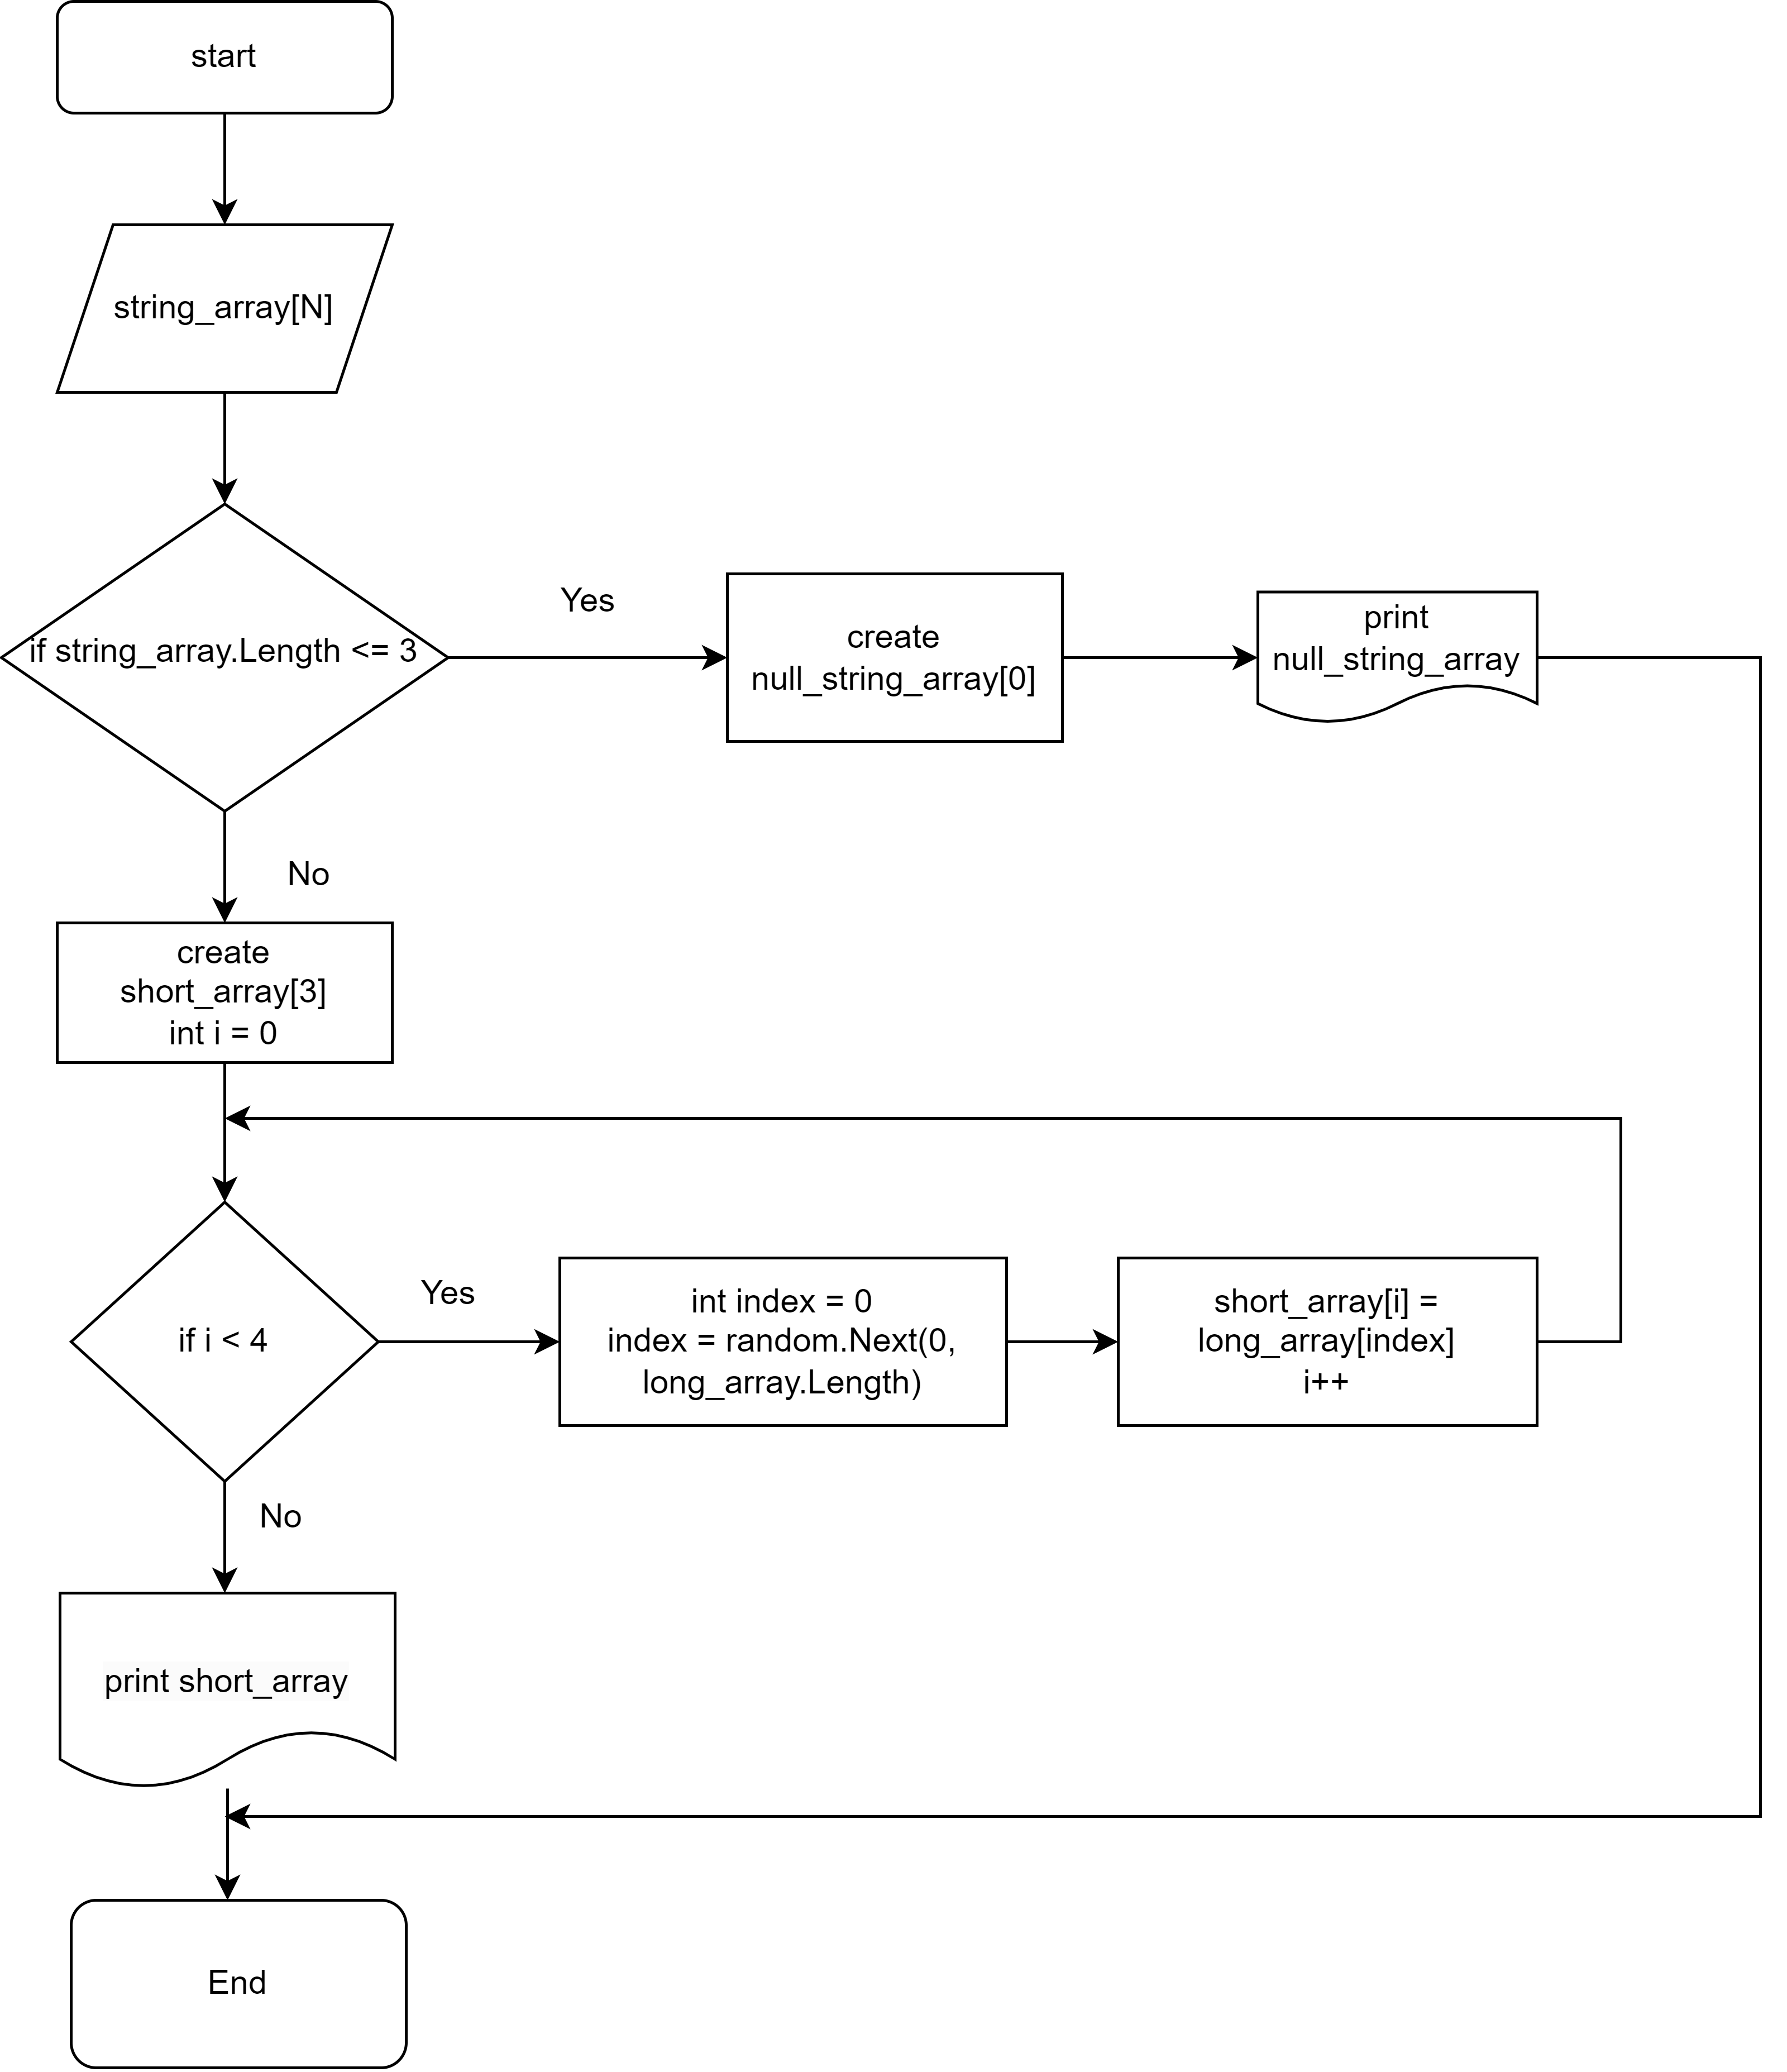 start
string_array[N]
if string_array.Length <= 3
Yes
create
null_string_array[0]
print
null_string_array
No
create
short_array[3]
int i = 0
if i < 4
Yes
int index = 0
index = random.Next(0,
long_array.Length)
short_array[i] =
long_array[index]
i++
No
print short_array
End